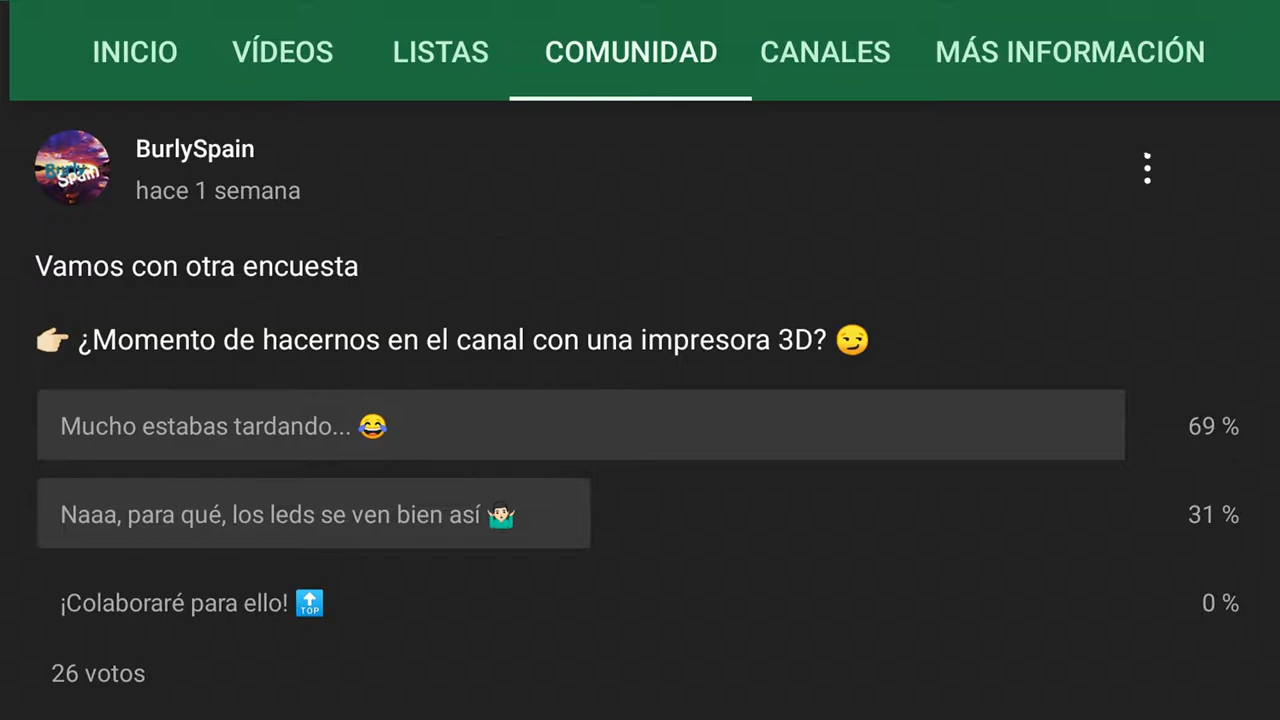 INICIO VÍDEOS LISTAS COMUNIDAD CANALES MÁS INFORMACIÓN
Burly
Spain
BurlySpain
hace 1 semana
Vamos con otra encuesta
👉🏻 ¿Momento de hacernos en el canal con una impresora 3D? 😏
Mucho estabas tardando... 😂 69 %
Naaa, para qué, los leds se ven bien así 🤷🏻‍♂️ 31 %
¡Colaboraré para ello! 🔝 0 %
26 votos